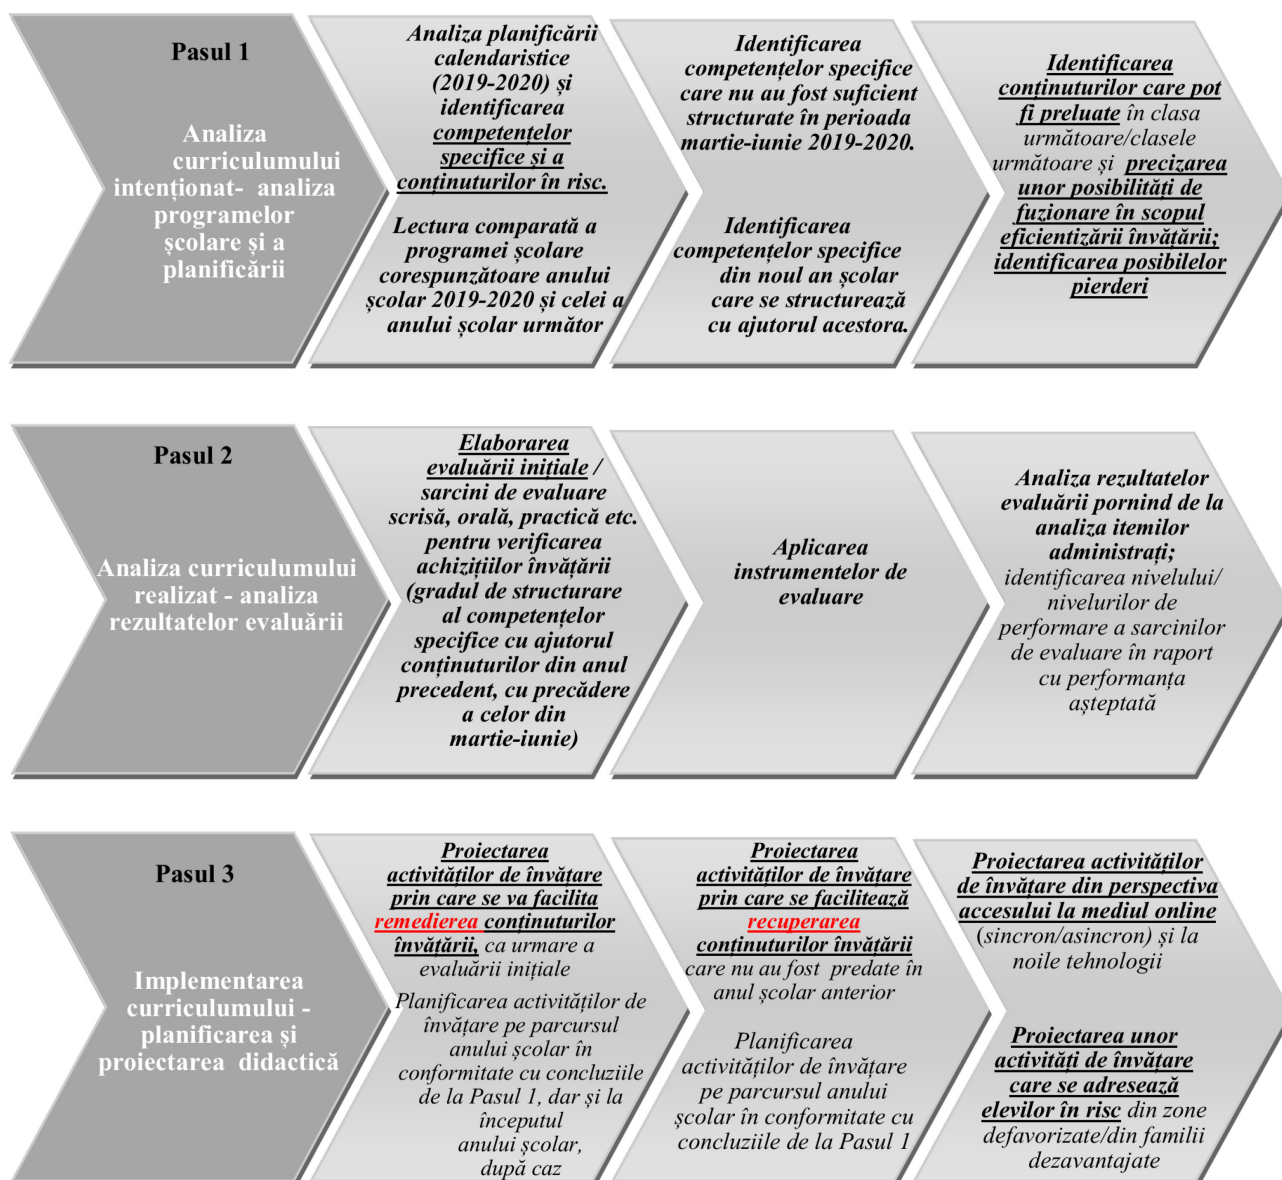 Pasul 1
Analiza
curriculumului
intenționat-  analiza
programelor
școlare și a
planificării
Analiza planificării
calendaristice
(2019-2020) și
identificarea
competențelor
specifice și a
conținuturilor în risc.
Lectura comparată a
programei școlare
corespunzătoare anului
școlar 2019-2020 și celei a
anului școlar următor
Identificarea
competențelor specifice
care nu au fost suficient
structurate în perioada
martie-iunie 2019-2020.
Identificarea
competențelor specifice
din noul an școlar
care se structurează
cu ajutorul acestora.
Identificarea
conținuturilor care pot
fi preluate în clasa
următoare/clasele
următoare și  precizarea
unor posibilități de
fuzionare în scopul
eficientizării învățării;
identificarea posibilelor
pierderi
Pasul 2
Analiza curriculumului
realizat - analiza
rezultatelor evaluării
Elaborarea
evaluării inițiale /
sarcini de evaluare
scrisă, orală, practică etc.
pentru verificarea
achizițiilor învățării
(gradul de structurare
al competențelor
specifice cu ajutorul
conținuturilor din anul
precedent, cu precădere
a celor din
martie-iunie)
Aplicarea
instrumentelor de
evaluare
Analiza rezultatelor
evaluării pornind de la
analiza itemilor
administrați;
identificarea nivelului/
nivelurilor de
performare a sarcinilor
de evaluare în raport
cu performanța
așteptată
Pasul 3
Implementarea
curriculumului -
planificarea și
proiectarea  didactică
Proiectarea
activităților de învățare
prin care se va facilita
remedierea conținuturilor
învățării, ca urmare a
evaluării inițiale
Planificarea activităților de
învățare pe parcursul
anului școlar în
conformitate cu concluziile
de la Pasul 1, dar și la
începutul
anului școlar,
după caz
Proiectarea
activităților de învățare
prin care se facilitează
recuperarea
conținuturilor învățării
care nu au fost  predate în
anul școlar anterior
Planificarea
activităților de învățare
pe parcursul anului
școlar în conformitate cu
concluziile de la Pasul 1
Proiectarea activităților
de învățare din perspectiva
accesului la mediul online
(sincron/asincron) și la
noile tehnologii
Proiectarea unor
activități de învățare
care se adresează
elevilor în risc din zone
defavorizate/din familii
dezavantajate